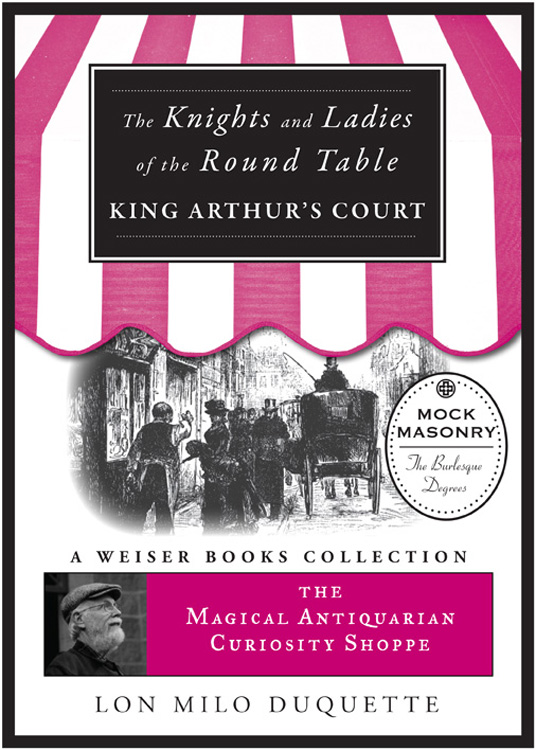 The Knights and Ladies
of the Round Table
KING ARTHUR'S COURT
MOCK
MASONRY
The Burlesque
Degrees
A WEISER BOOKS COLLECTION
THE
MAGICAL ANTIQUARIAN
CURIOSITY SHOPPE
LON MILO DUQUETTE